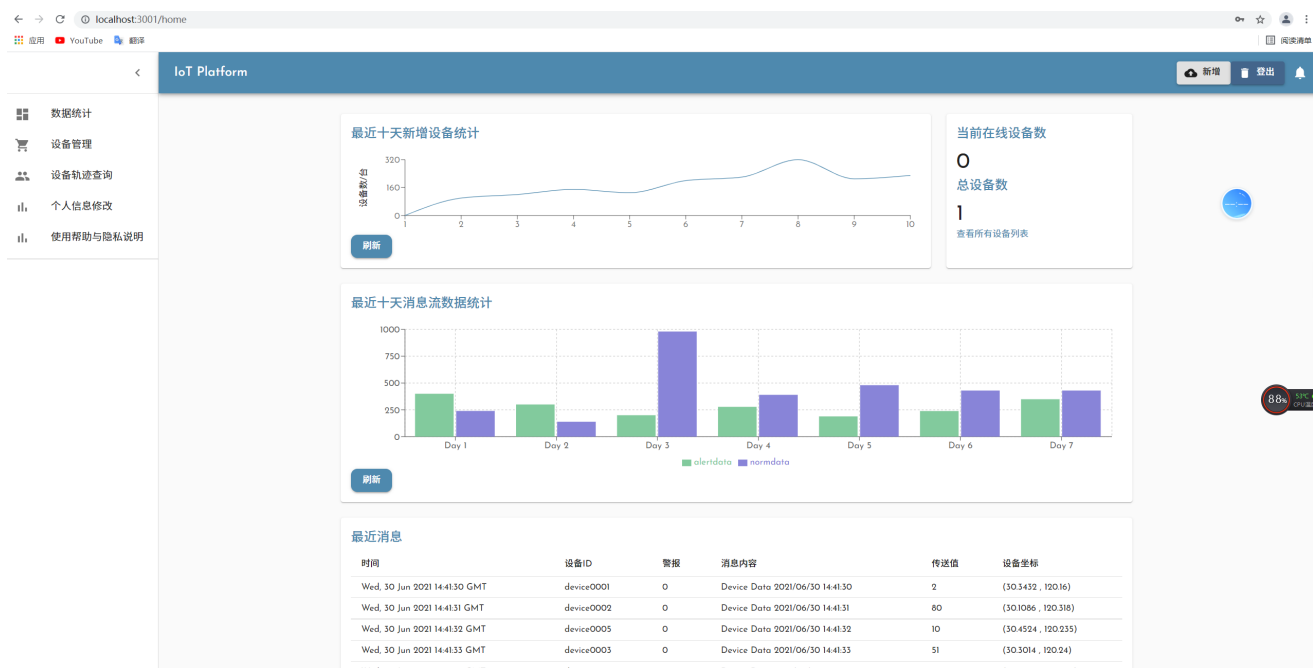 localhost:3001/home
应用 YouTube 翻译 阅读清单
IoT Platform 新增 登出
数据统计
设备管理
设备轨迹查询
个人信息修改
使用帮助与隐私说明
最近十天新增设备统计
设备数/台
320
160
0
1 2 3 4 5 6 7 8 9 10
刷新
当前在线设备数
0
总设备数
1
查看所有设备列表
最近十天消息流数据统计
1000
750
500
250
0
Day 1 Day 2 Day 3 Day 4 Day 5 Day 6 Day 7
alertdata normdata
刷新
88%
53°C
最近消息
时间 设备ID 警报 消息内容 传送值 设备坐标
Wed, 30 Jun 2021 14:41:30 GMT device0001 0 Device Data 2021/06/30 14:41:30 2 (30.3432 , 120.16)
Wed, 30 Jun 2021 14:41:31 GMT device0002 0 Device Data 2021/06/30 14:41:31 80 (30.1086 , 120.318)
Wed, 30 Jun 2021 14:41:32 GMT device0005 0 Device Data 2021/06/30 14:41:32 10 (30.4524 , 120.235)
Wed, 30 Jun 2021 14:41:33 GMT device0003 0 Device Data 2021/06/30 14:41:33 51 (30.3014 , 120.24)